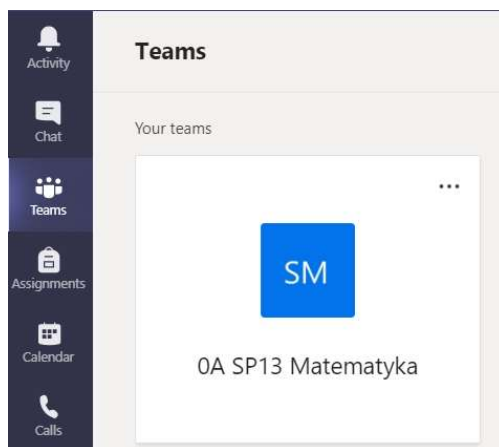 Activity
Chat
Teams
Assignments
Calendar
Calls
Teams
Your teams
...
SM
0A SP13 Matematyka